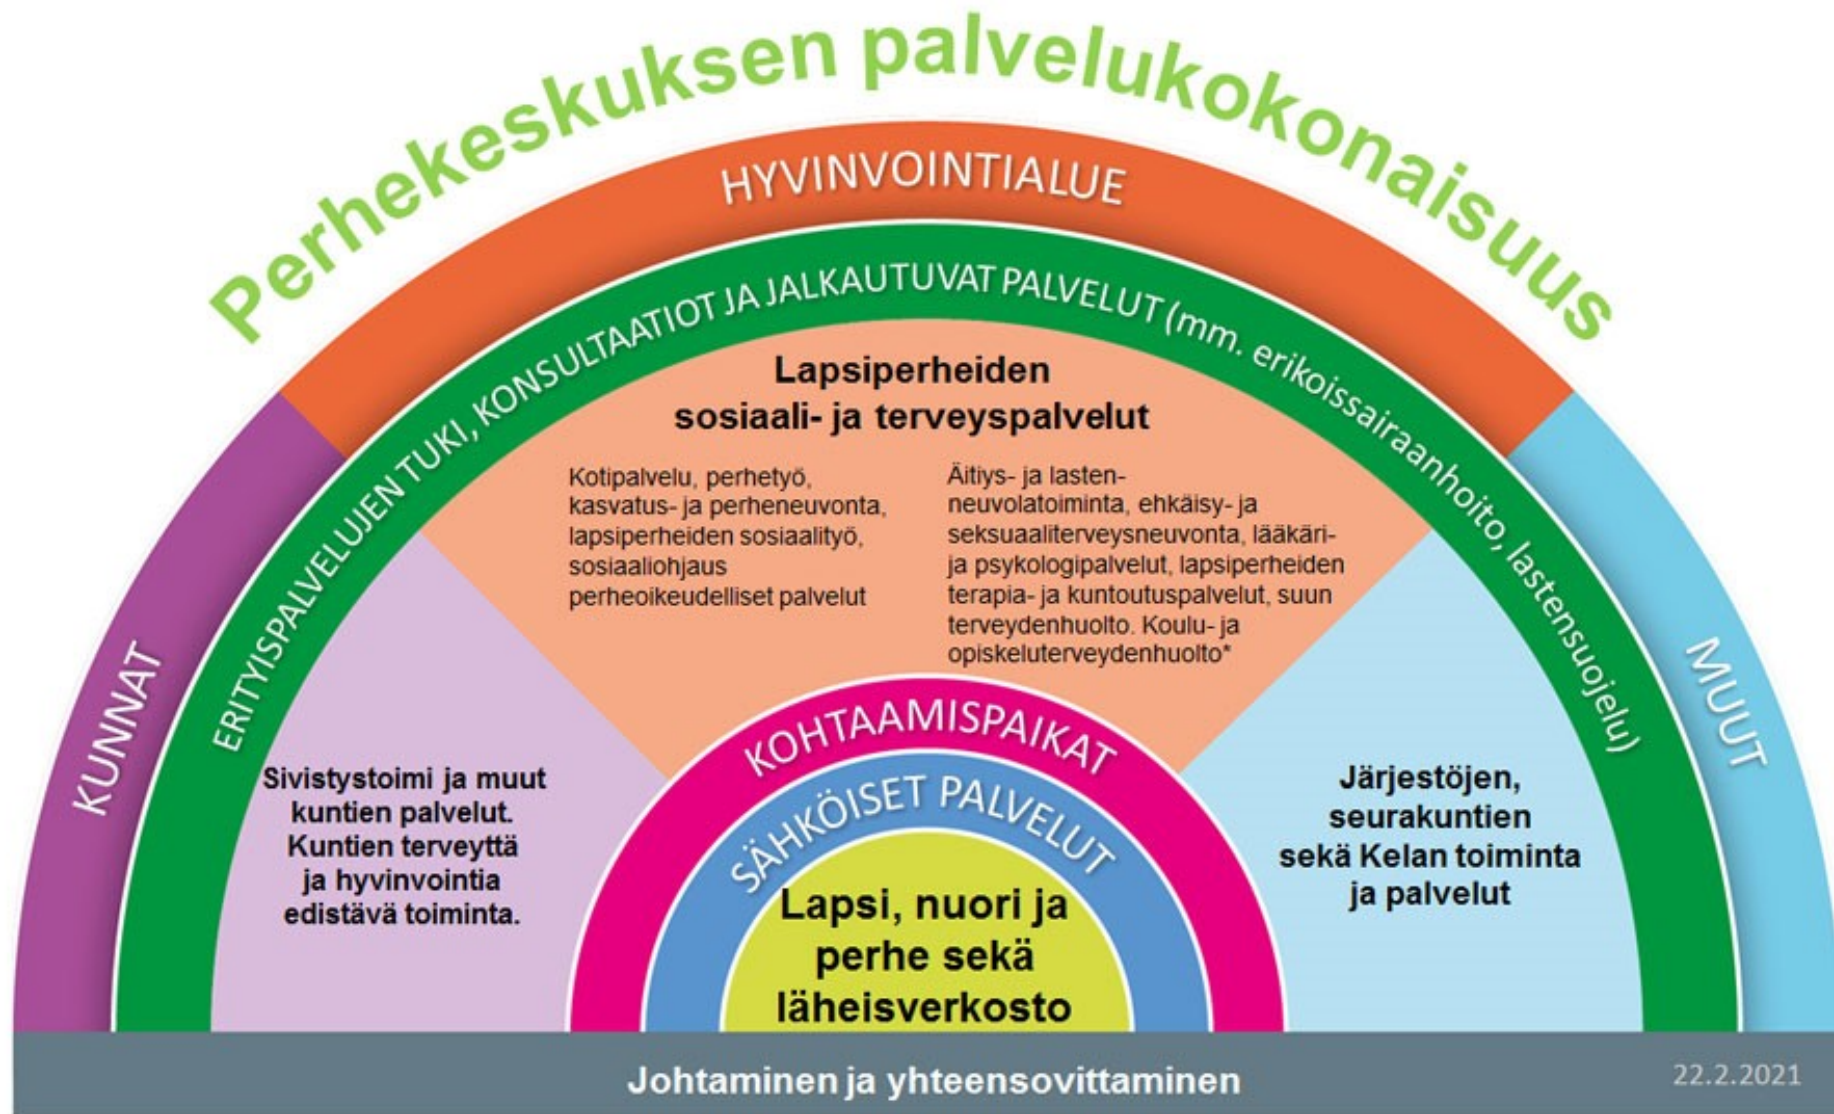 Perhekeskuksen palvelukokonaisuus
HYVINVOINTIALUE
KUNNAT
MUUT
ERITYISPALVELUJEN TUKI, KONSULTAATIOT JA JALKAUTUVAT PALVELUT (mm. erikoissairaanhoito, lastensuojelu)
Lapsiperheiden
sosiaali- ja terveyspalvelut
Kotipalvelu, perhetyö,
kasvatus- ja perheneuvonta,
lapsiperheiden sosiaalityö,
sosiaaliohjaus
perheoikeudelliset palvelut
Äitiys- ja lasten-
neuvolatoiminta, ehkäisy- ja
seksuaaliterveysneuvonta, lääkäri-
ja psykologipalvelut, lapsiperheiden
terapia- ja kuntoutuspalvelut, suun
terveydenhuolto. Koulu- ja
opiskeluterveydenhuolto*
Sivistystoimi ja muut
kuntien palvelut.
Kuntien terveyttä
ja hyvinvointia
edistävä toiminta.
Järjestöjen,
seurakuntien
sekä Kelan toiminta
ja palvelut
KOHTAAMISPAIKAT
SÄHKÖISET PALVELUT
Lapsi, nuori ja
perhe sekä
läheisverkosto
Johtaminen ja yhteensovittaminen
22.2.2021